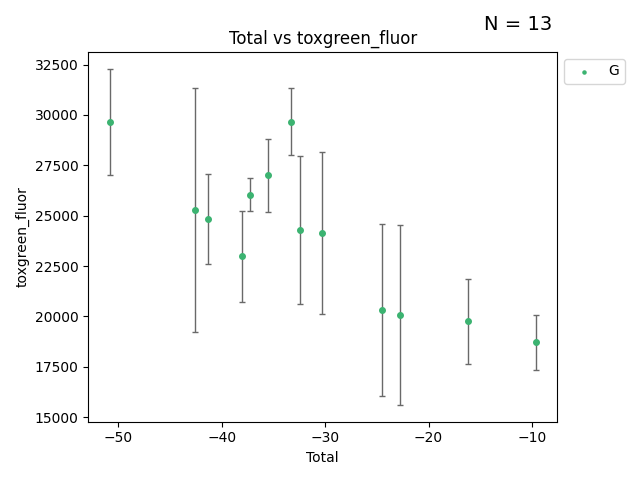 N = 13
Total vs toxgreen_fluor
G
32500
30000
27500
25000
22500
20000
17500
15000
toxgreen_fluor
−50
−40
−30
−20
−10
Total